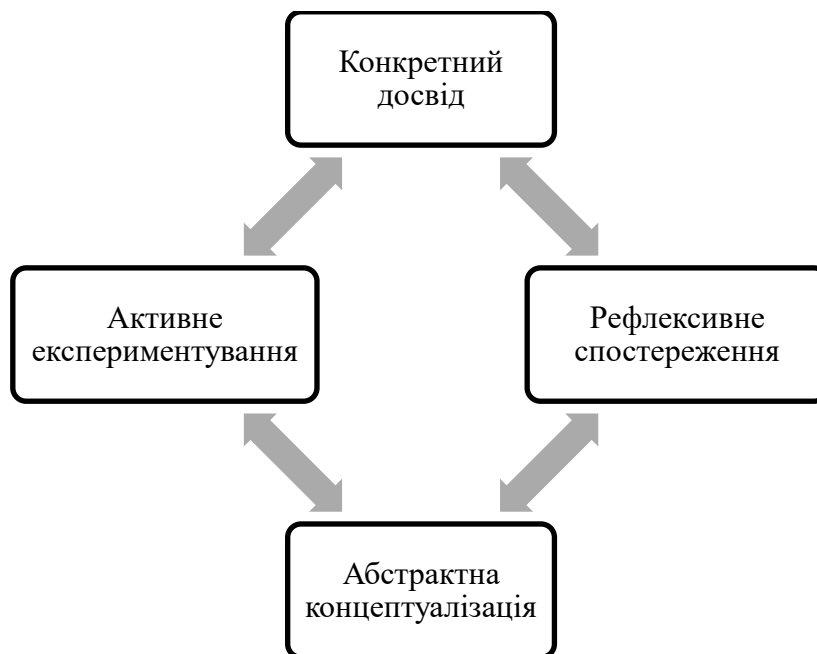 Конкретний
досвід
Активне
експериментування
Рефлексивне
спостереження
Абстрактна
концептуалізація